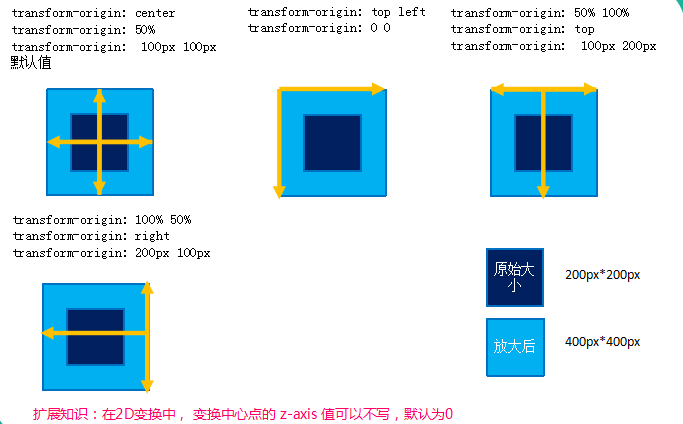 transform-origin: center
transform-origin: 50%
transform-origin: 100px 100px
默认值
transform-origin: top left
transform-origin: 0 0
transform-origin: 50% 100%
transform-origin: top
transform-origin: 100px 200px
transform-origin: 100% 50%
transform-origin: right
transform-origin: 200px 100px
原始大
小
200px*200px
放大后
400px*400px
扩展知识：在2D变换中， 变换中心点的 z-axis 值可以不写，默认为0